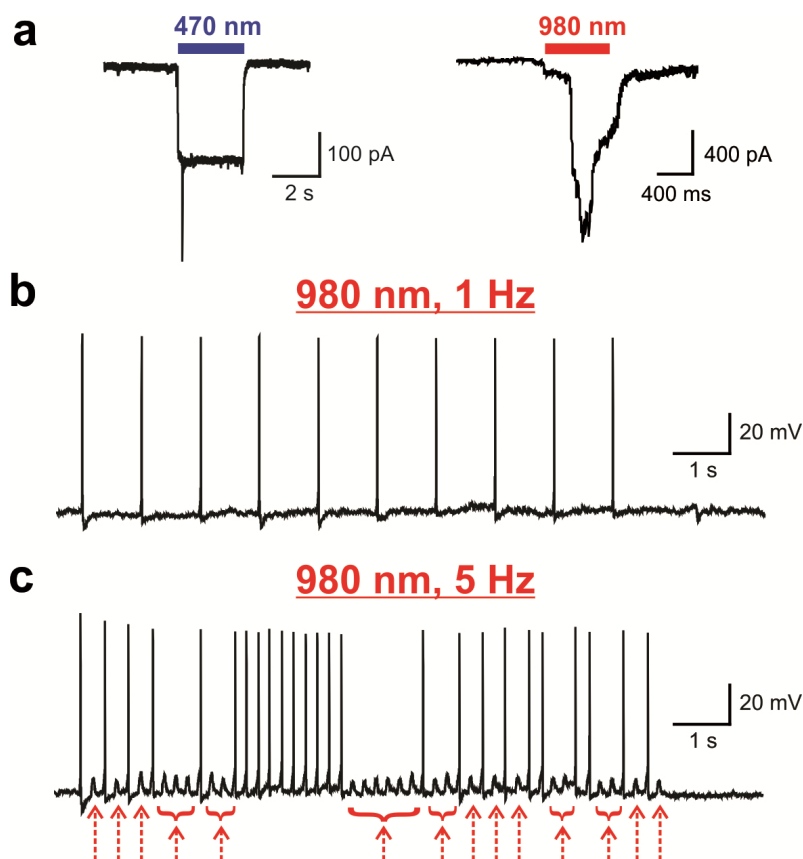 a
470 nm
980 nm
100 pA
2 s
400 pA
400 ms
b
980 nm, 1 Hz
20 mV
1 s
c
980 nm, 5 Hz
20 mV
1 s